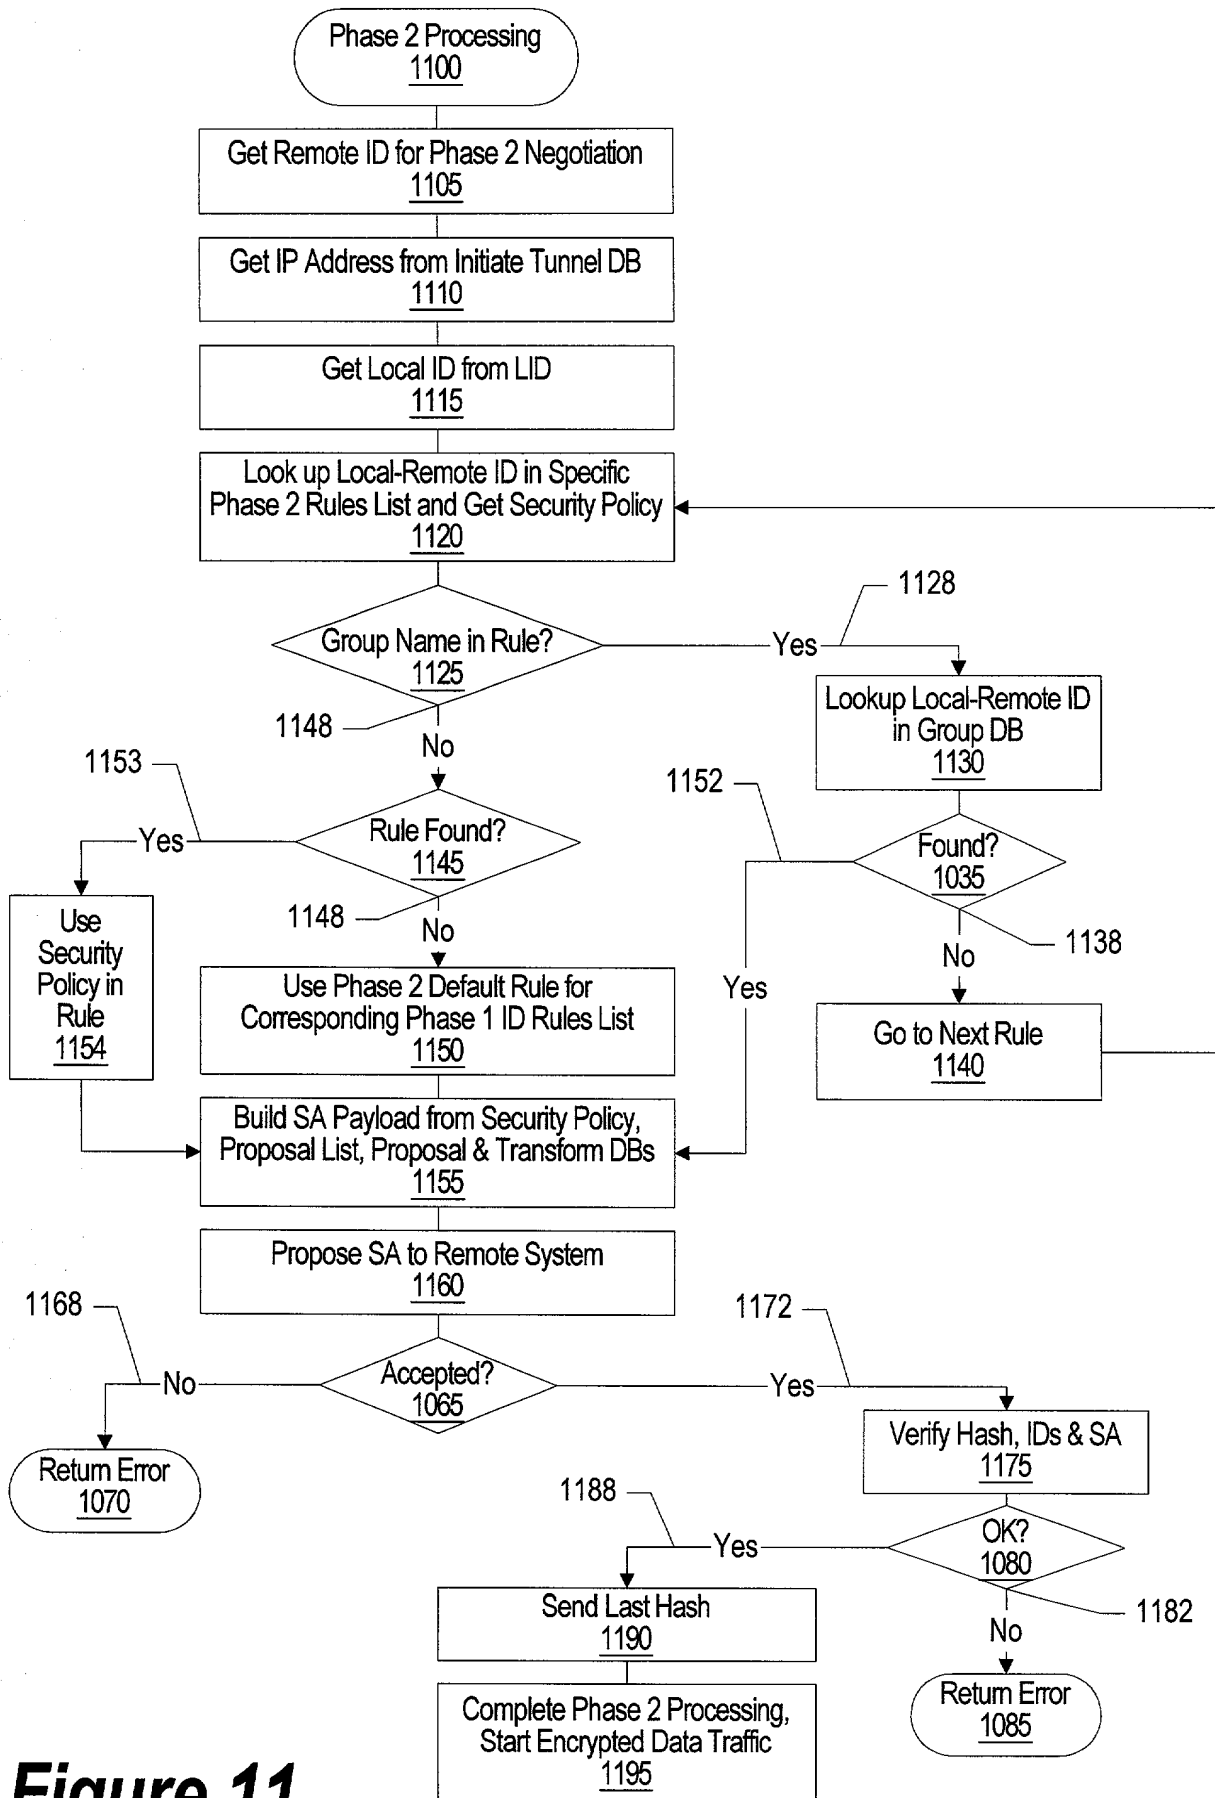 Phase 2 Processing
1100
Get Remote ID for Phase 2 Negotiation
1105
Get IP Address from Initiate Tunnel DB
1110
Get Local ID from LID
1115
Look up Local-Remote ID in Specific
Phase 2 Rules List and Get Security Policy
1120
1128
Group Name in Rule?
1125
Yes
Lookup Local-Remote ID
in Group DB
1130
1148
No
1153
1152
Yes
Rule Found?
1145
Found?
1035
1148
No
1138
No
Yes
Use
Security
Policy in
Rule
1154
Use Phase 2 Default Rule for
Corresponding Phase 1 ID Rules List
1150
Go to Next Rule
1140
Build SA Payload from Security Policy,
Proposal List, Proposal & Transform DBs
1155
Propose SA to Remote System
1160
1168
1172
No
Accepted?
1065
Yes
Verify Hash, IDs & SA
1175
Return Error
1070
1188
Yes
OK?
1080
1182
No
Send Last Hash
1190
Return Error
1085
Complete Phase 2 Processing,
Start Encrypted Data Traffic
1195
Figure 11